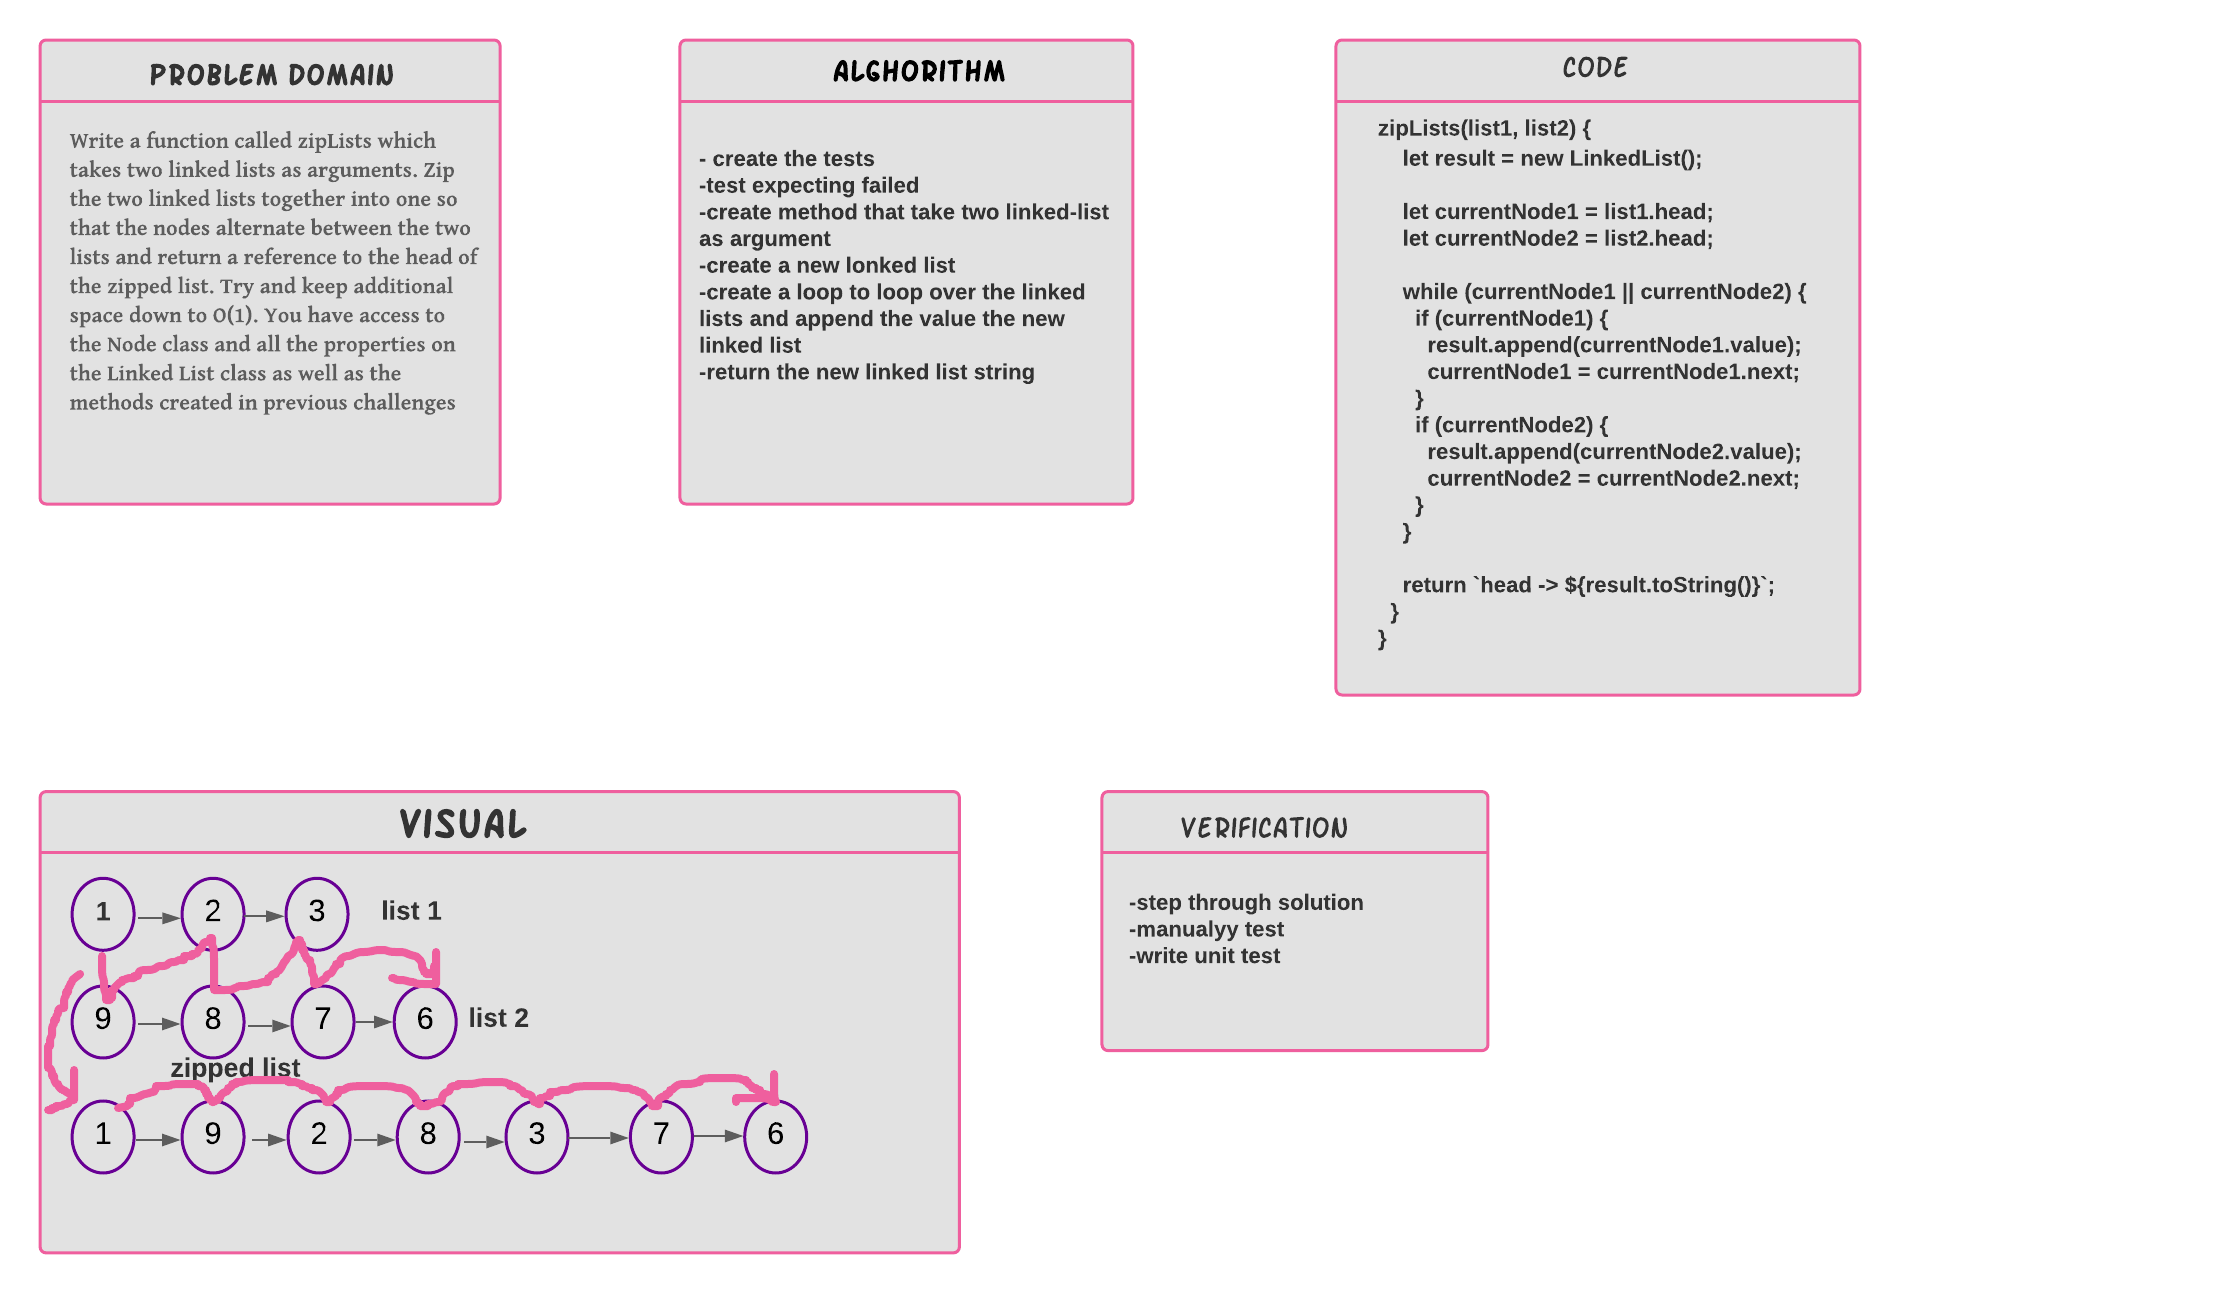 PROBLEM DOMAIN
Write a function called zipLists which
takes two linked lists as arguments. Zip
the two linked lists together into one so
that the nodes alternate between the two
lists and return a reference to the head of
the zipped list. Try and keep additional
space down to O(1). You have access to
the Node class and all the properties on
the Linked List class as well as the
methods created in previous challenges
ALGHORITHM
- create the tests
-test expecting failed
-create method that take two linked-list
as argument
-create a new lonked list
-create a loop to loop over the linked
lists and append the value the new
linked list
-return the new linked list string
CODE
zipLists(list1, list2) {
let result = new LinkedList();
let currentNode1 = list1.head;
let currentNode2 = list2.head;
while (currentNode1 || currentNode2) {
if (currentNode1) {
result.append(currentNode1.value);
currentNode1 = currentNode1.next;
}
if (currentNode2) {
result.append(currentNode2.value);
currentNode2 = currentNode2.next;
}
}
return `head -> ${result.toString()}`;
}
}
VISUAL
1 2 3 list 1
9 8 7 6 list 2
zipped list
1 9 2 8 3 7 6
VERIFICATION
-step through solution
-manualyy test
-write unit test